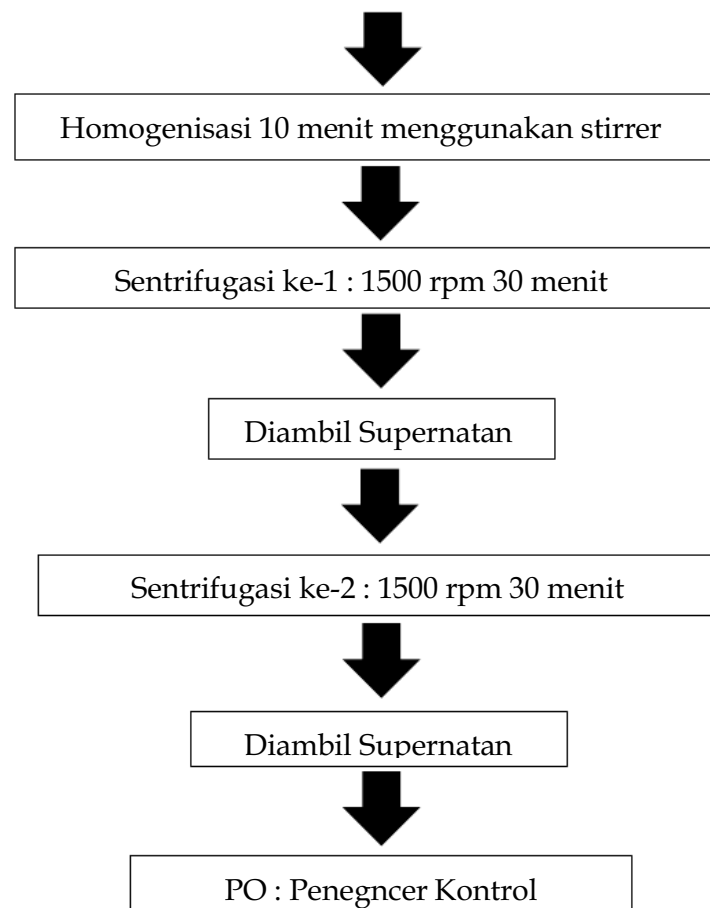 Homogenisasi 10 menit menggunakan stirrer
Sentrifugasi ke-1 : 1500 rpm 30 menit
Diambil Supernatan
Sentrifugasi ke-2 : 1500 rpm 30 menit
Diambil Supernatan
PO : Penegncer Kontrol